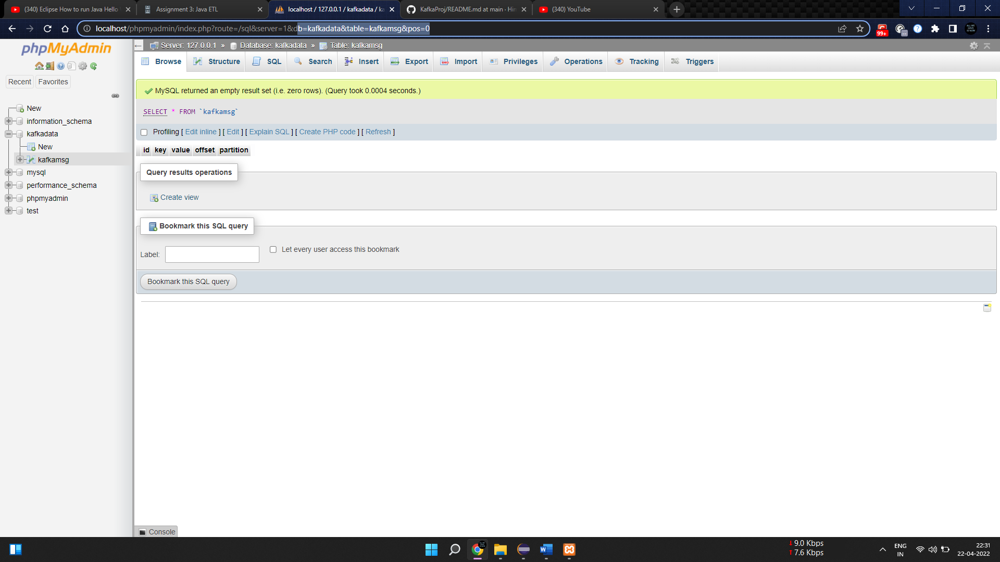 (340) Eclipse How to run Java Hello
Assignment 3: Java ETL
localhost / 127.0.0.1 / kafkadata / ka
KafkaProj/README.md at main · Hin
(340) YouTube
localhost/phpmyadmin/index.php?route=/sql&server=1&db=kafkadata&table=kafkamsg&pos=0
99+
phpMyAdmin
Recent
Favorites
New
information_schema
kafkadata
New
kafkamsg
mysql
performance_schema
phpmyadmin
test
Server: 127.0.0.1 » Database: kafkadata » Table: kafkamsg
Browse
Structure
SQL
Search
Insert
Export
Import
Privileges
Operations
Tracking
Triggers
MySQL returned an empty result set (i.e. zero rows). (Query took 0.0004 seconds.)
SELECT * FROM `kafkamsg`
Profiling [ Edit inline ] [ Edit ] [ Explain SQL ] [ Create PHP code ] [ Refresh ]
id key value offset partition
Query results operations
Create view
Bookmark this SQL query
Label:
Let every user access this bookmark
Bookmark this SQL query
Console
9.0 Kbps
7.6 Kbps
ENG
IN
22:31
22-04-2022